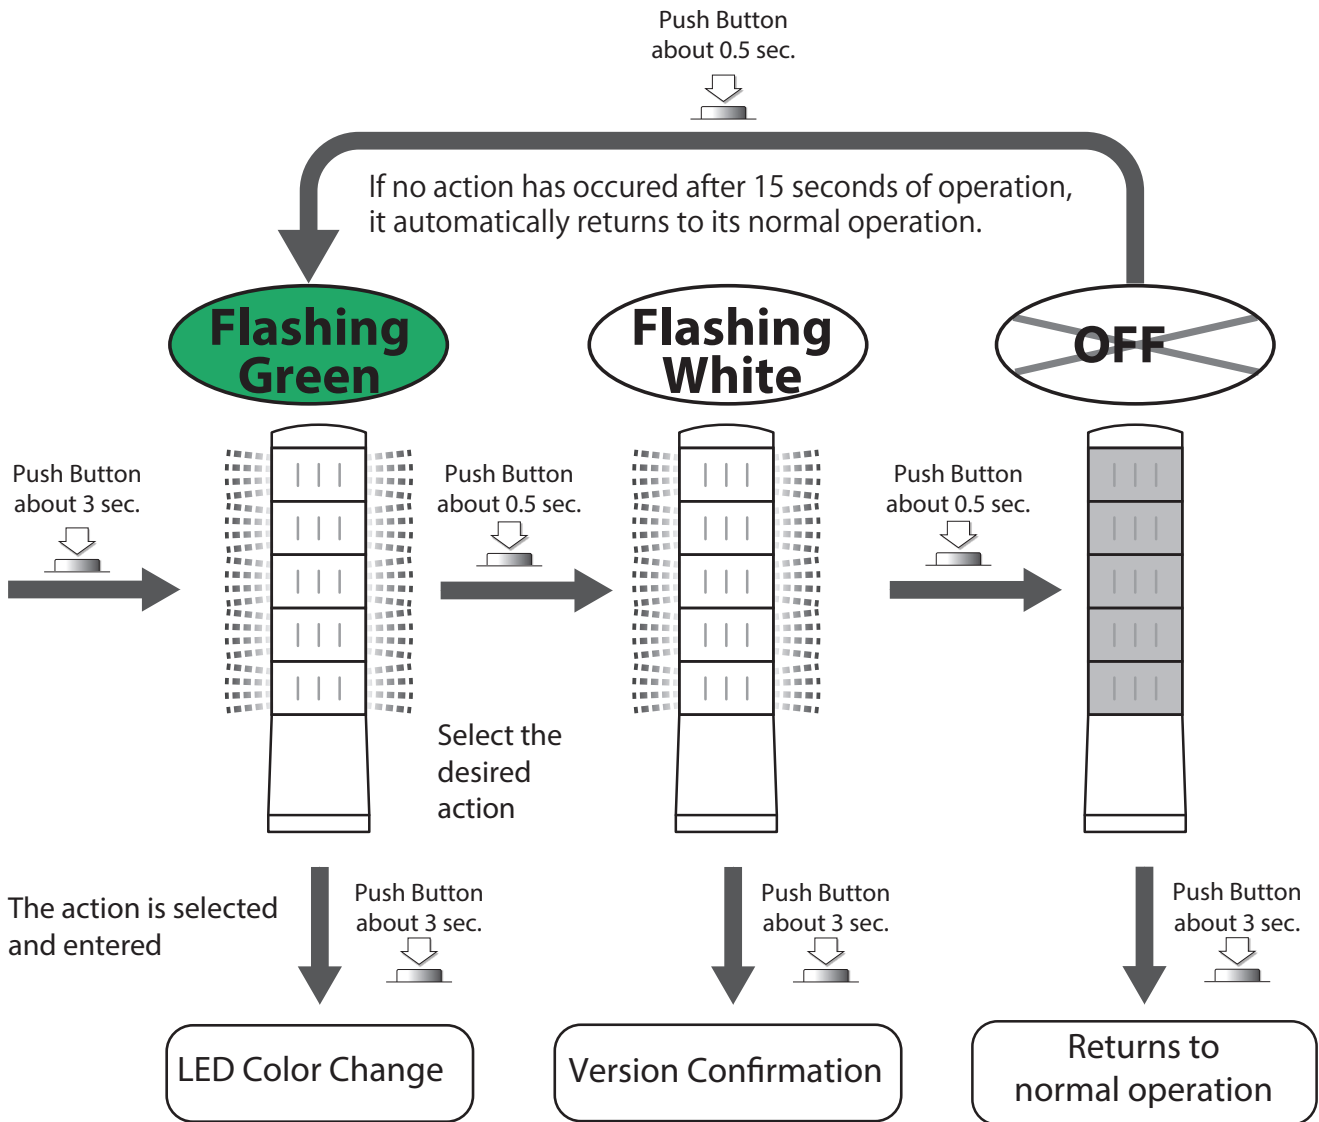 Push Button
about 0.5 sec.
If no action has occured after 15 seconds of operation,
it automatically returns to its normal operation.
Flashing
Green
Flashing
White
OFF
Push Button
about 3 sec.
Push Button
about 0.5 sec.
Push Button
about 0.5 sec.
Select the
desired
action
The action is selected
and entered
Push Button
about 3 sec.
Push Button
about 3 sec.
Push Button
about 3 sec.
LED Color Change
Version Confirmation
Returns to
normal operation